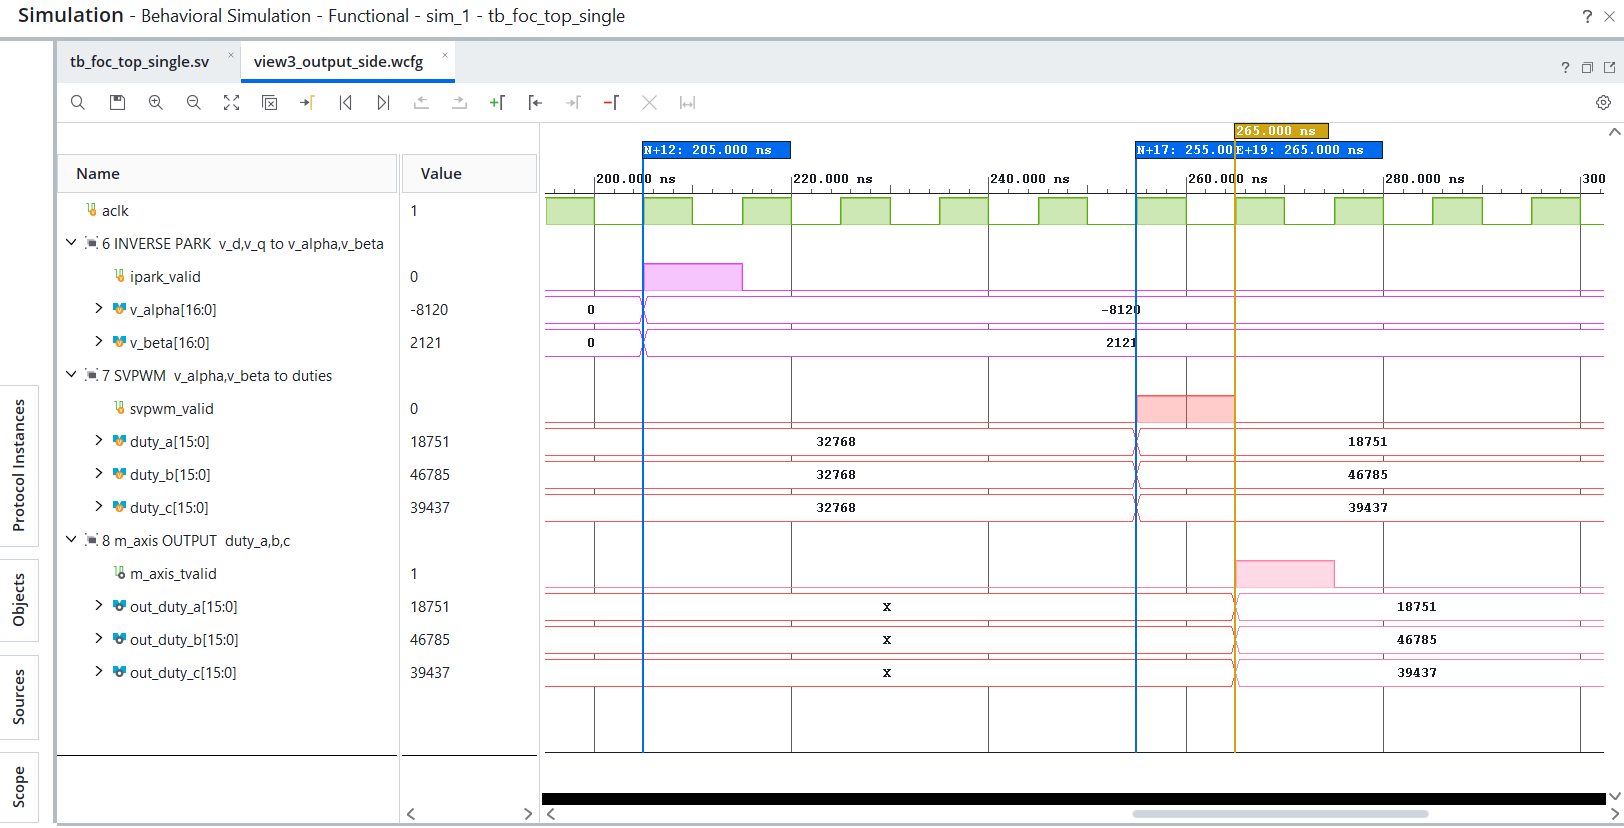 Simulation - Behavioral Simulation - Functional - sim_1 - tb_foc_top_single
? ×
tb_foc_top_single.sv ×
view3_output_side.wcfg ×
?
265.000 ns
N+12: 205.000 ns
N+17: 255.00
E+19: 265.000 ns
Name
Value
200.000 ns
220.000 ns
240.000 ns
260.000 ns
280.000 ns
300
aclk 1
6 INVERSE PARK v_d,v_q to v_alpha,v_beta
ipark_valid 0
v_alpha[16:0] -8120 0 -8120
v_beta[16:0] 2121 0 2121
7 SVPWM v_alpha,v_beta to duties
svpwm_valid 0
duty_a[15:0] 18751 32768 18751
duty_b[15:0] 46785 32768 46785
duty_c[15:0] 39437 32768 39437
8 m_axis OUTPUT duty_a,b,c
m_axis_tvalid 1
out_duty_a[15:0] 18751 X 18751
out_duty_b[15:0] 46785 X 46785
out_duty_c[15:0] 39437 X 39437
Protocol Instances
Objects
Sources
Scope